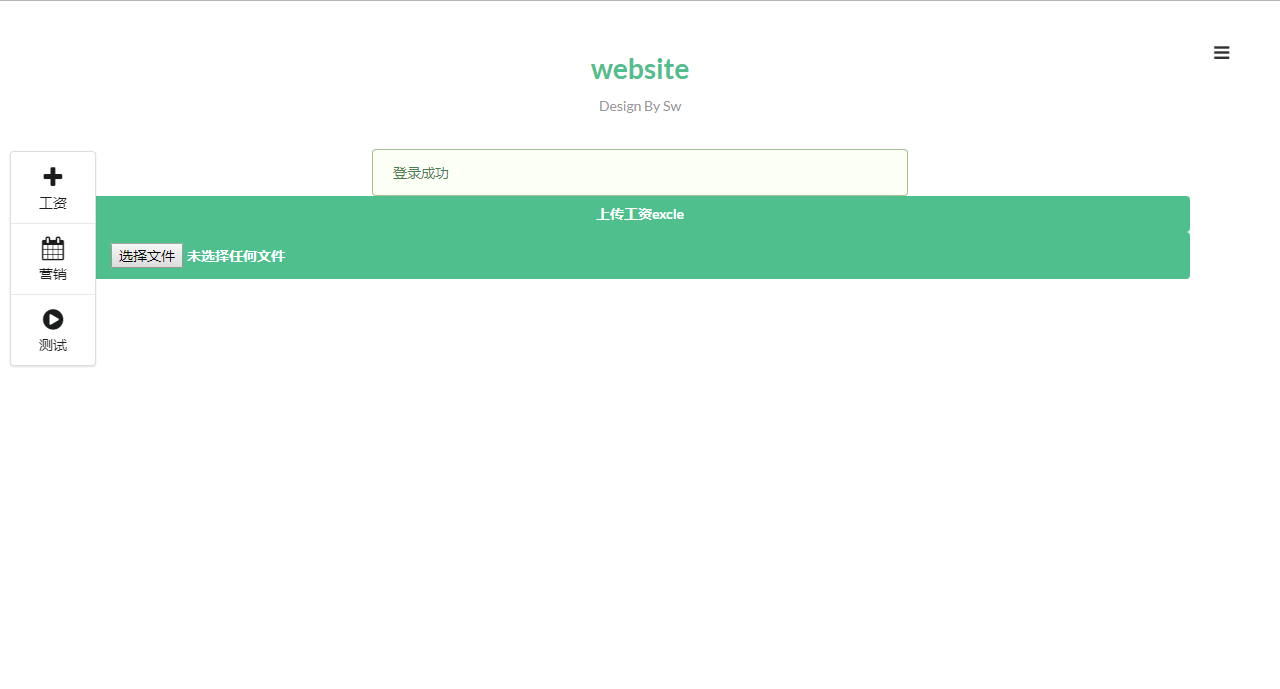 website
Design By Sw
登录成功
工资
营销
测试
上传工资excle
选择文件 未选择任何文件